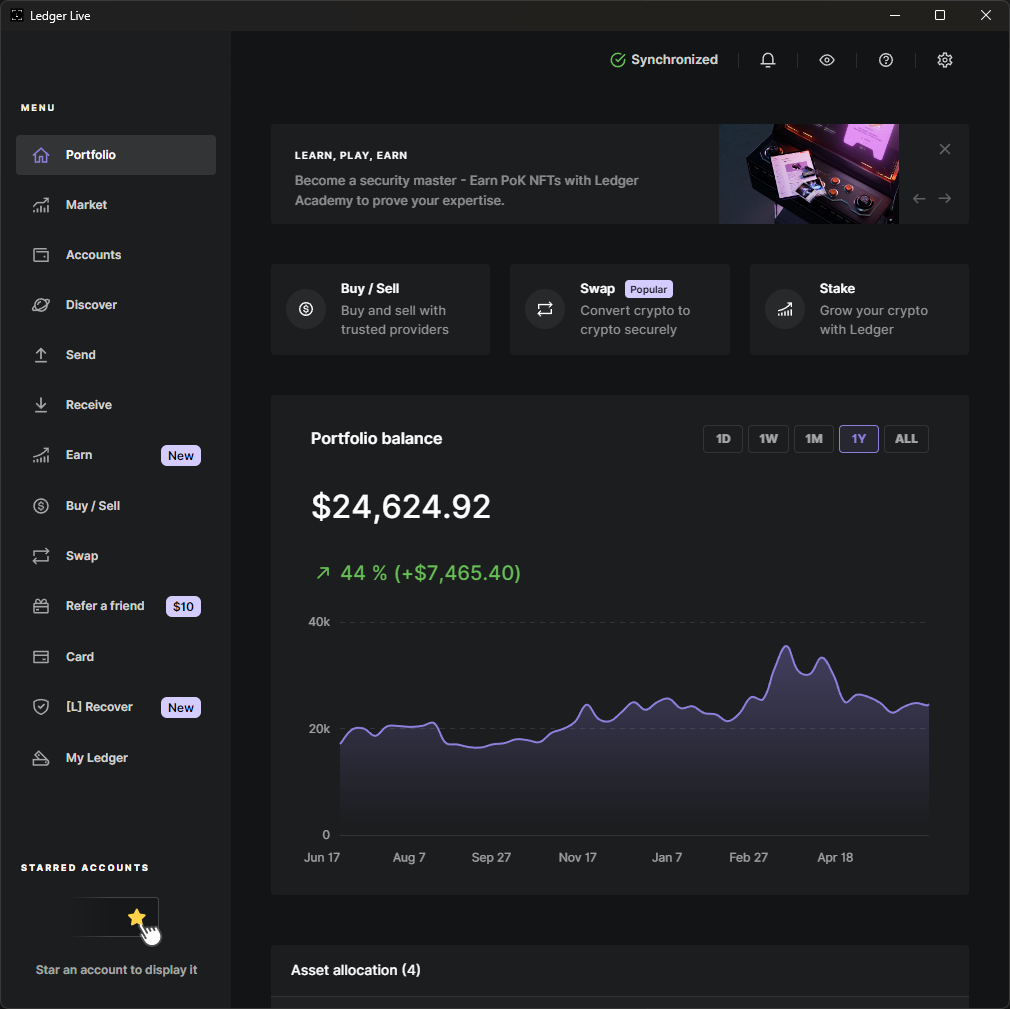 Ledger Live
Synchronized
MENU
Portfolio
Market
Accounts
Discover
Send
Receive
Earn
New
Buy / Sell
Swap
Refer a friend
$10
Card
[L] Recover
New
My Ledger
STARRED ACCOUNTS
Star an account to display it
LEARN, PLAY, EARN
Become a security master - Earn PoK NFTs with Ledger
Academy to prove your expertise.
Buy / Sell
Buy and sell with
trusted providers
Swap
Popular
Convert crypto to
crypto securely
Stake
Grow your crypto
with Ledger
Portfolio balance
1D
1W
1M
1Y
ALL
$24,624.92
44 % (+$7,465.40)
40k
20k
0
Jun 17
Aug 7
Sep 27
Nov 17
Jan 7
Feb 27
Apr 18
Asset allocation (4)